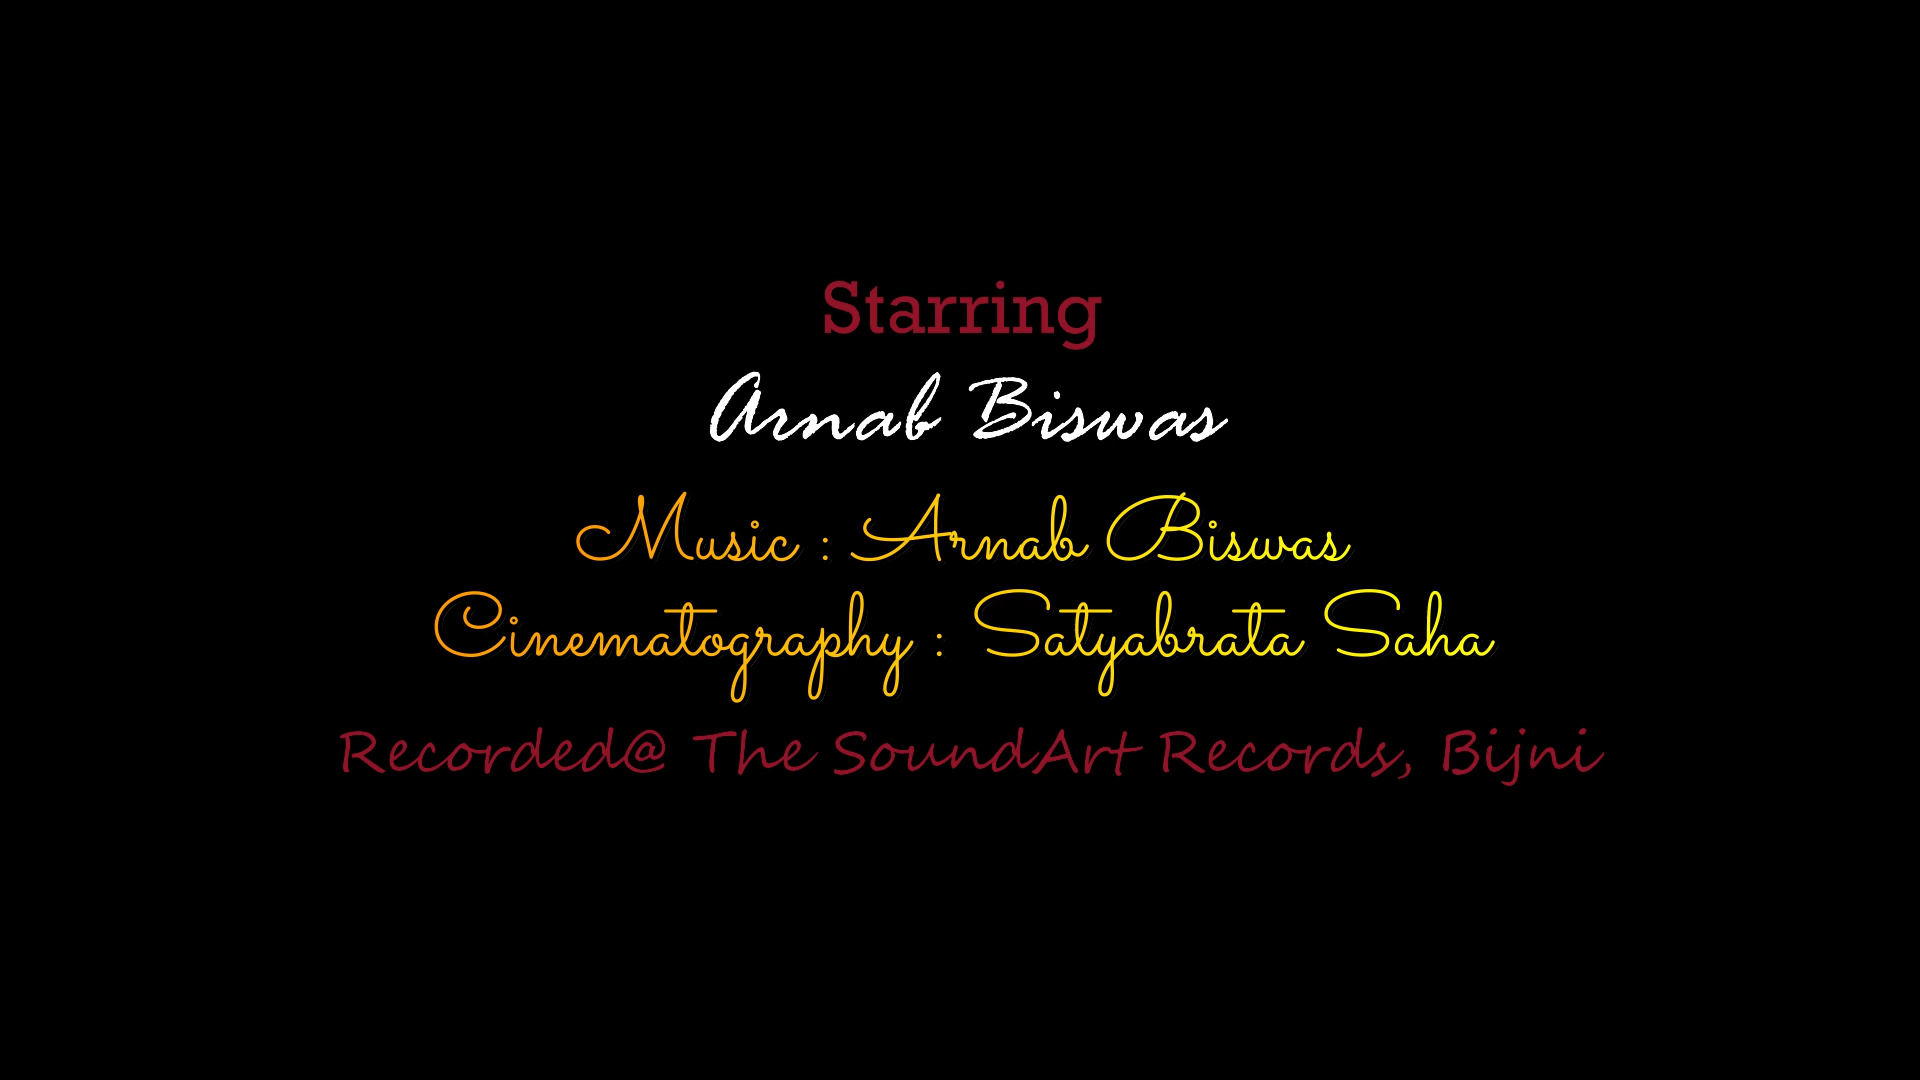 Starring
Arnab Biswas
Music : Arnab Biswas
Cinematography : Satyabrata Saha
Recorded@ The SoundArt Records, Bijni